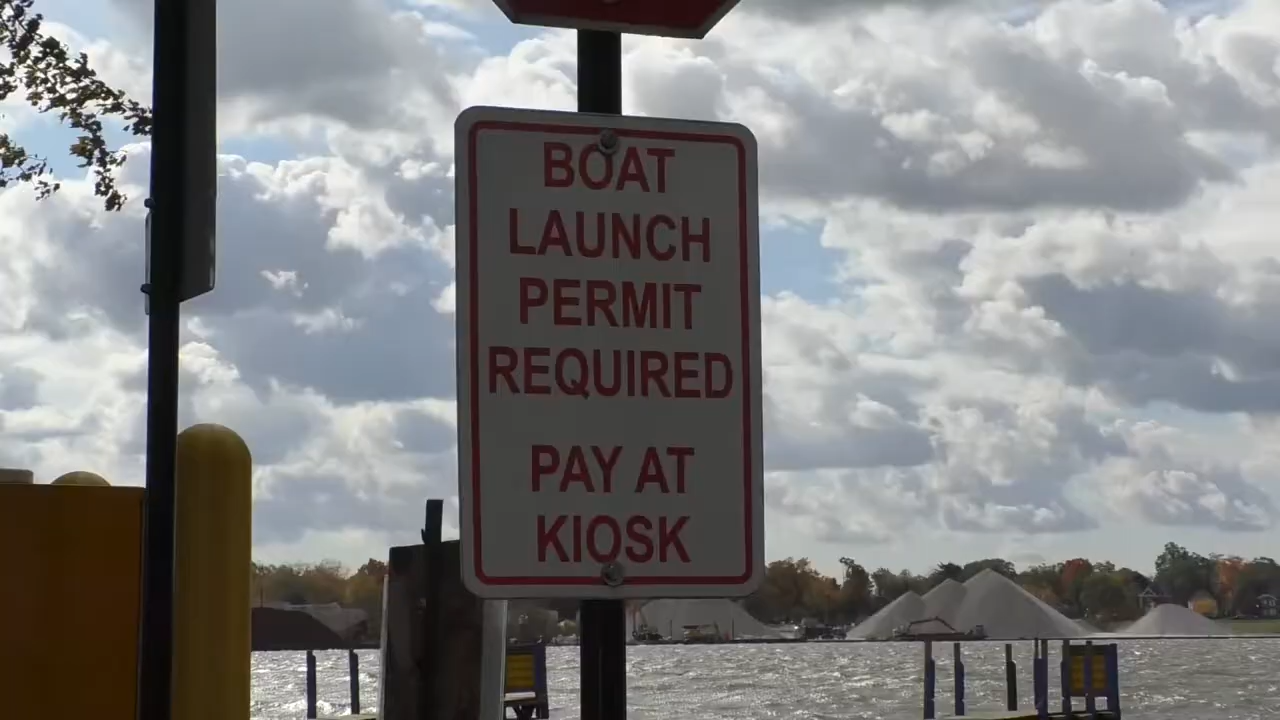 BOAT
LAUNCH
PERMIT
REQUIRED
PAY AT
KIOSK